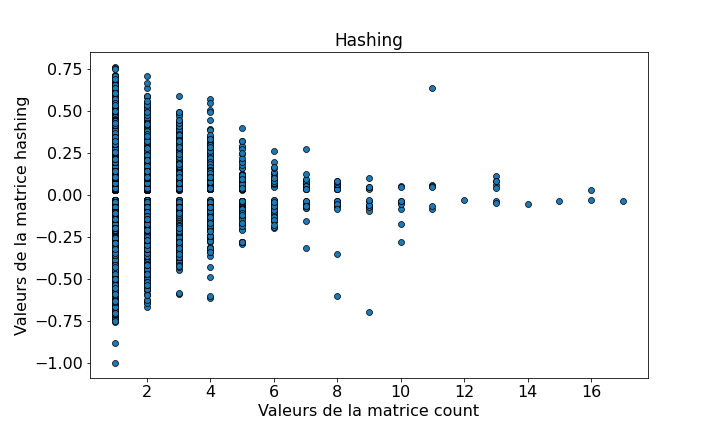 Hashing
Valeurs de la matrice hashing
0.75
0.50
0.25
0.00
−0.25
−0.50
−0.75
−1.00
2 4 6 8 10 12 14 16
Valeurs de la matrice count